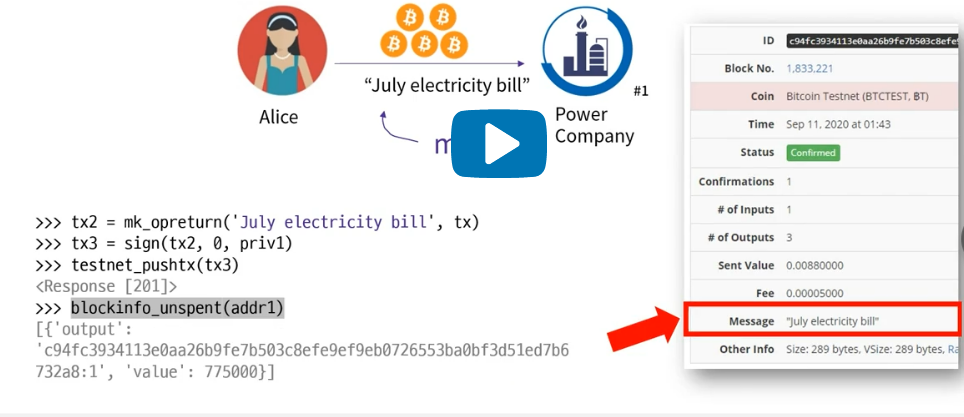 “July electricity bill”
#1
Alice
Power
Company
>>> tx2 = mk_opreturn('July electricity bill', tx)
>>> tx3 = sign(tx2, 0, priv1)
>>> testnet_pushtx(tx3)
<Response [201]>
>>> blockinfo_unspent(addr1)
[{'output':
'c94fc3934113e0aa26b9fe7b503c8efe9ef9eb0726553ba0bf3d51ed7b6
732a8:1', 'value': 775000}]
ID c94fc3934113e0aa26b9fe7b503c8efe
Block No. 1,833,221
Coin Bitcoin Testnet (BTCTEST, ɃT)
Time Sep 11, 2020 at 01:43
Status Confirmed
Confirmations 1
# of Inputs 1
# of Outputs 3
Sent Value 0.00880000
Fee 0.00005000
Message "July electricity bill"
Other Info Size: 289 bytes, VSize: 289 bytes, Ra